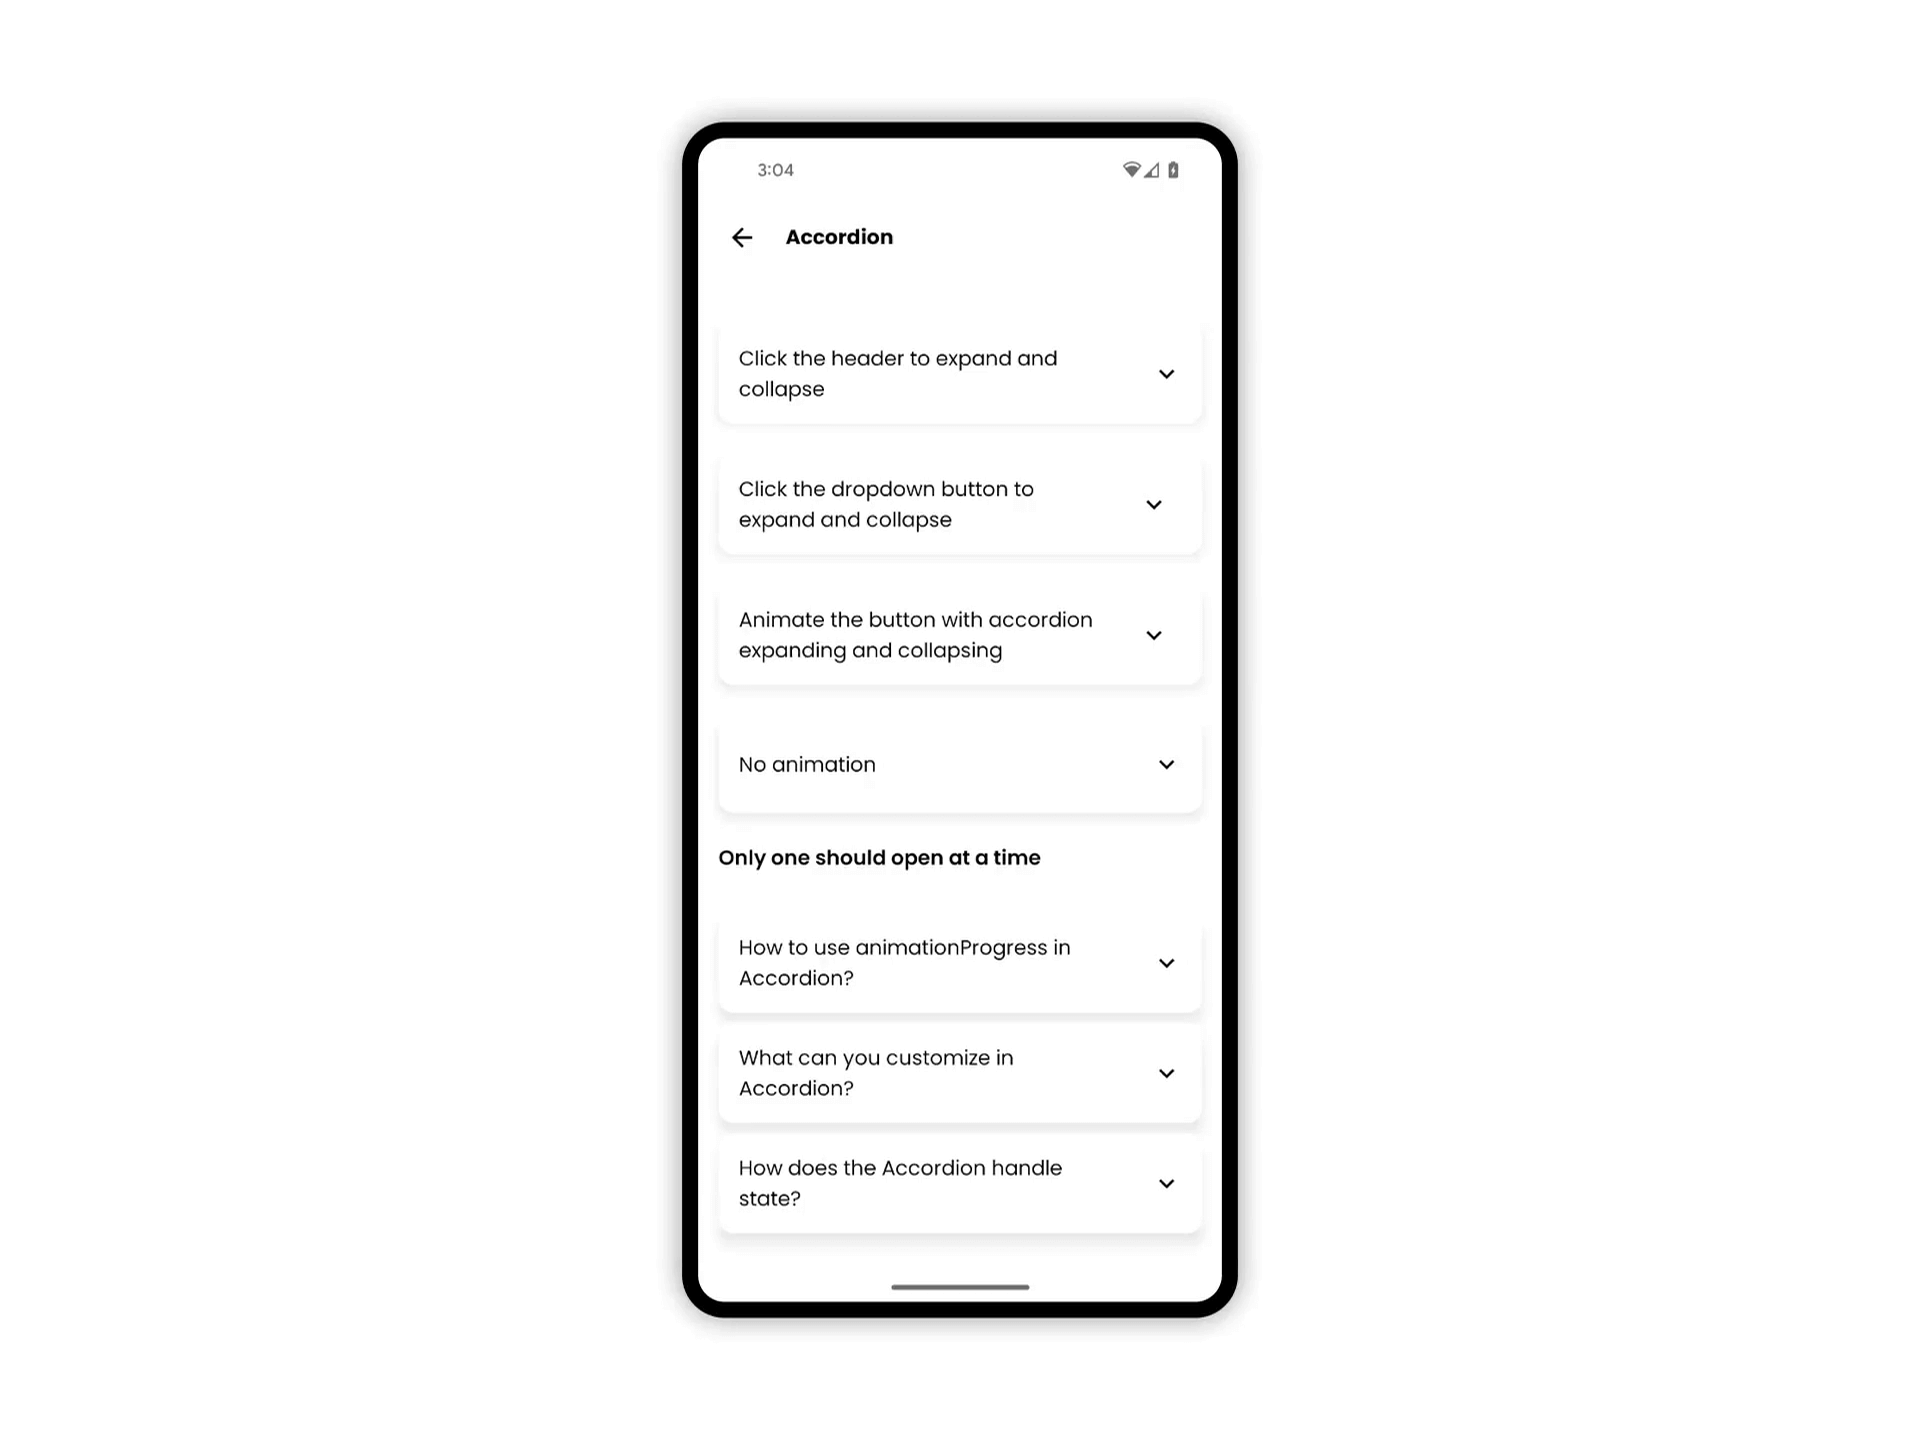 3:04
Accordion
Click the header to expand and
collapse
Click the dropdown button to
expand and collapse
Animate the button with accordion
expanding and collapsing
No animation
Only one should open at a time
How to use animationProgress in
Accordion?
What can you customize in
Accordion?
How does the Accordion handle
state?